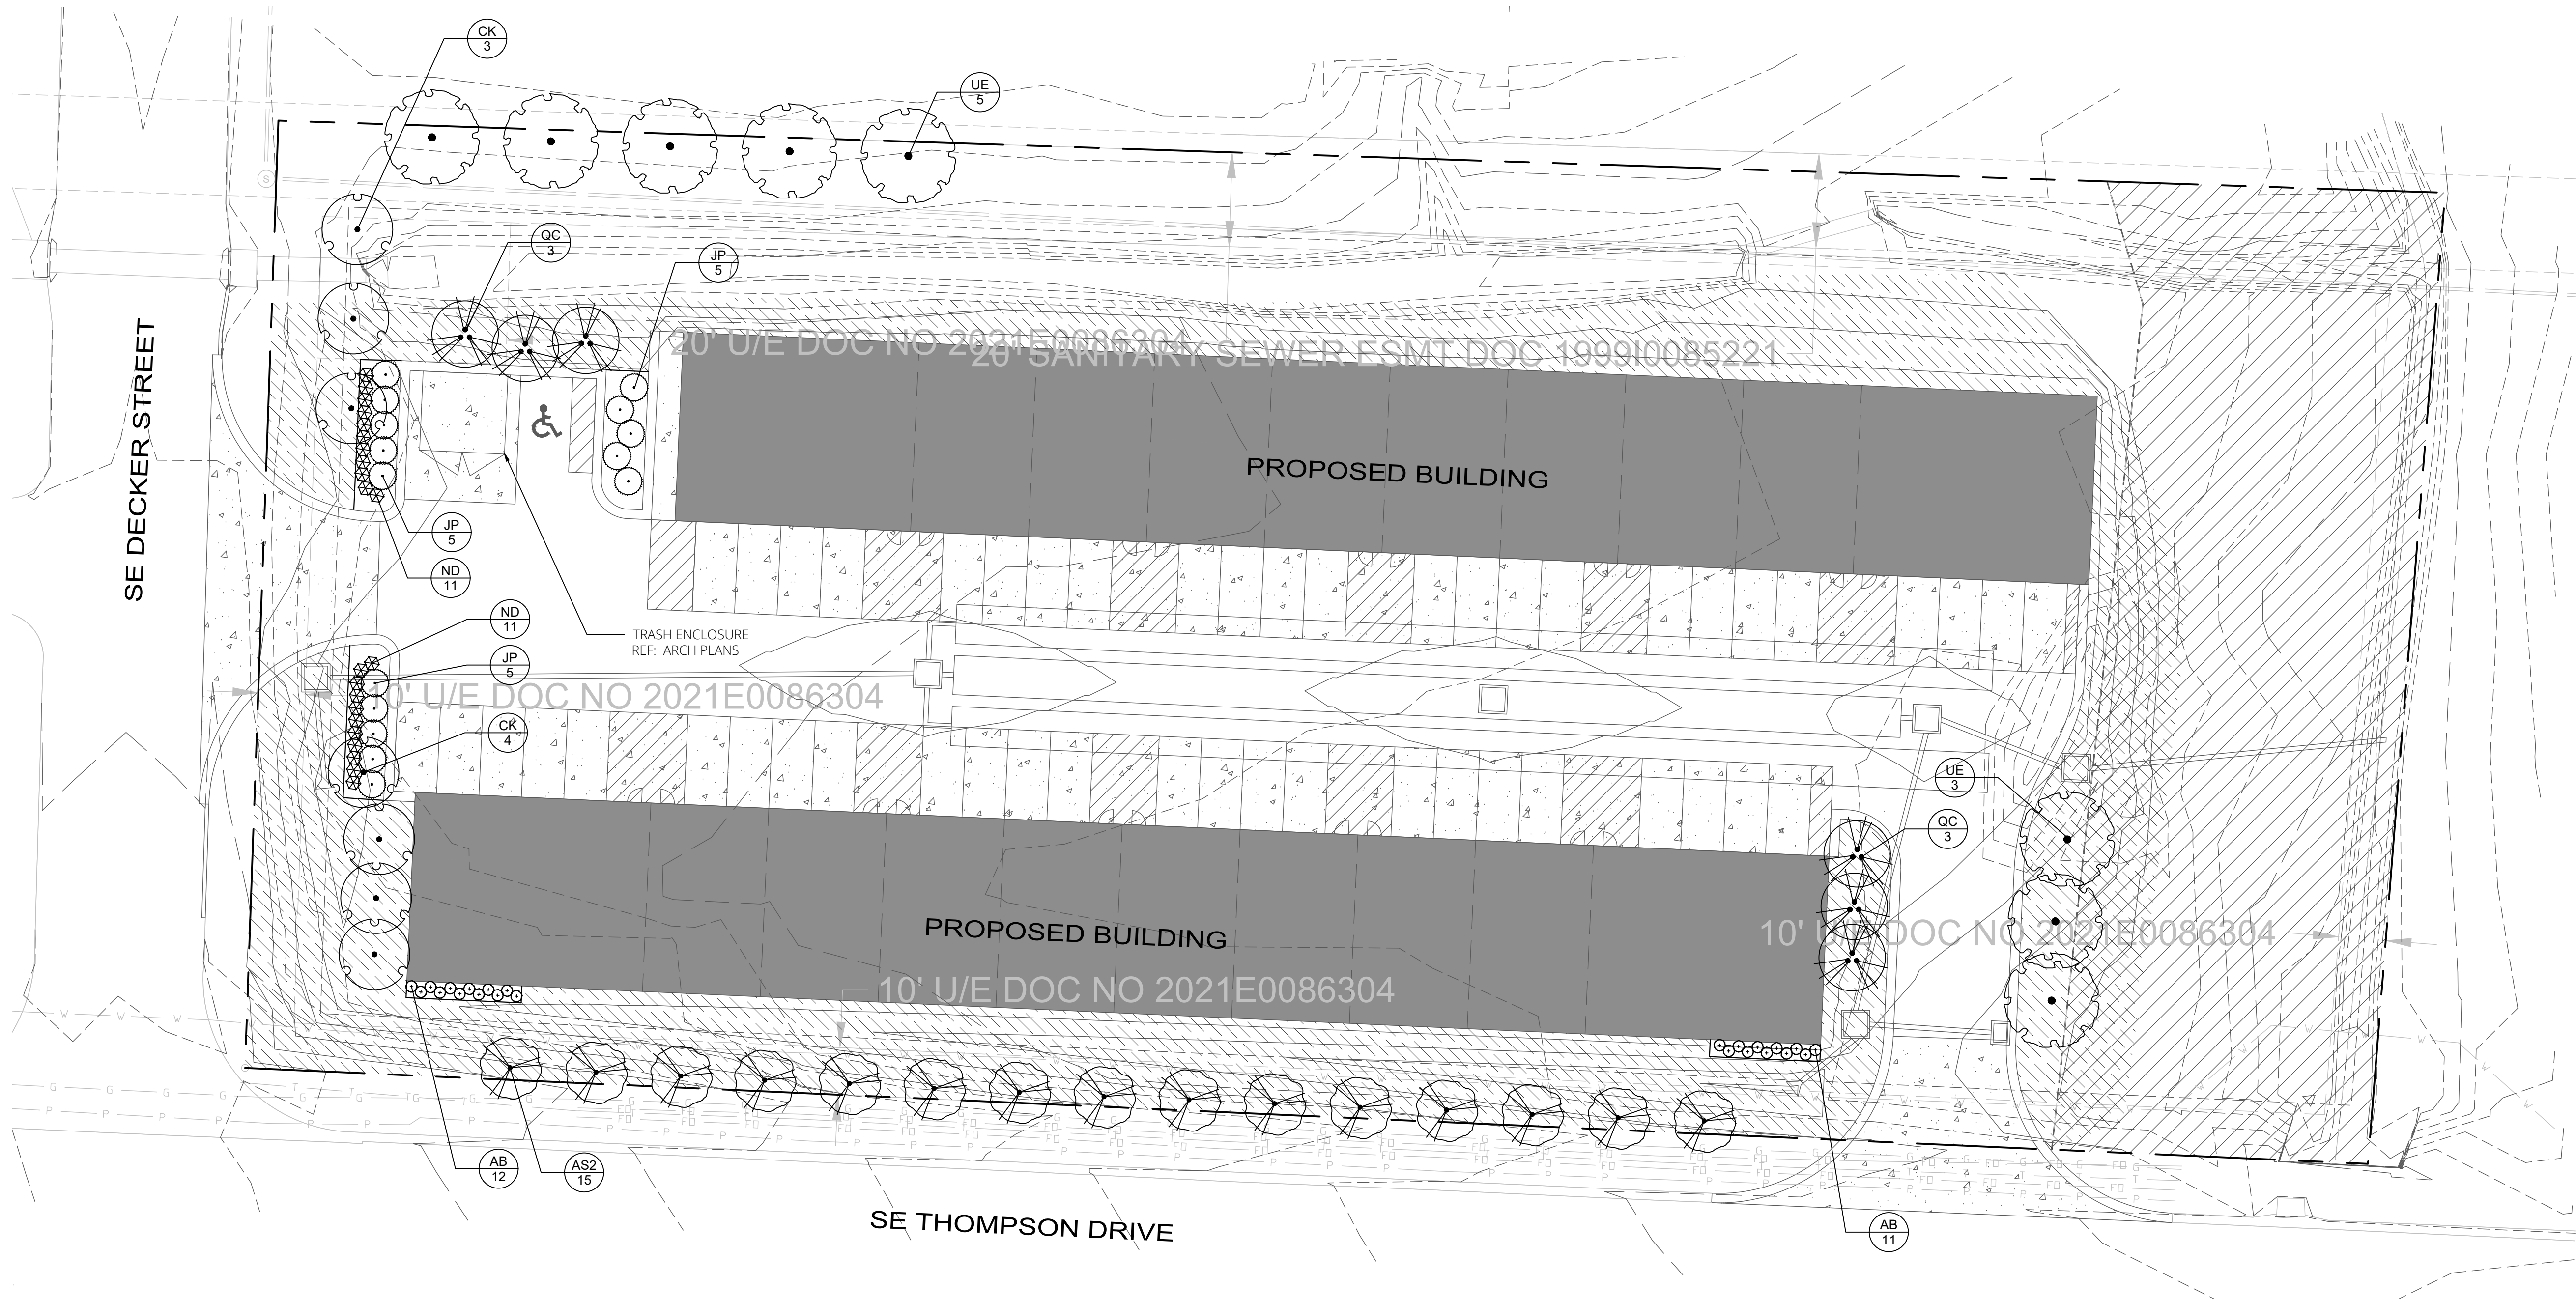 CK
3
UE
5
S
QC
3
JP
5
20' U/E DOC NO 2021E0086304
20' SANITARY SEWER ESMT DOC 1999I0085221
SE DECKER STREET
PROPOSED BUILDING
JP
5
ND
11
ND
11
TRASH ENCLOSURE
REF: ARCH PLANS
JP
5
10' U/E DOC NO 2021E0086304
CK
4
UE
3
QC
3
PROPOSED BUILDING
10' U/E DOC NO 2021E0086304
10' U/E DOC NO 2021E0086304
AB
12
AS2
15
SE THOMPSON DRIVE
AB
11